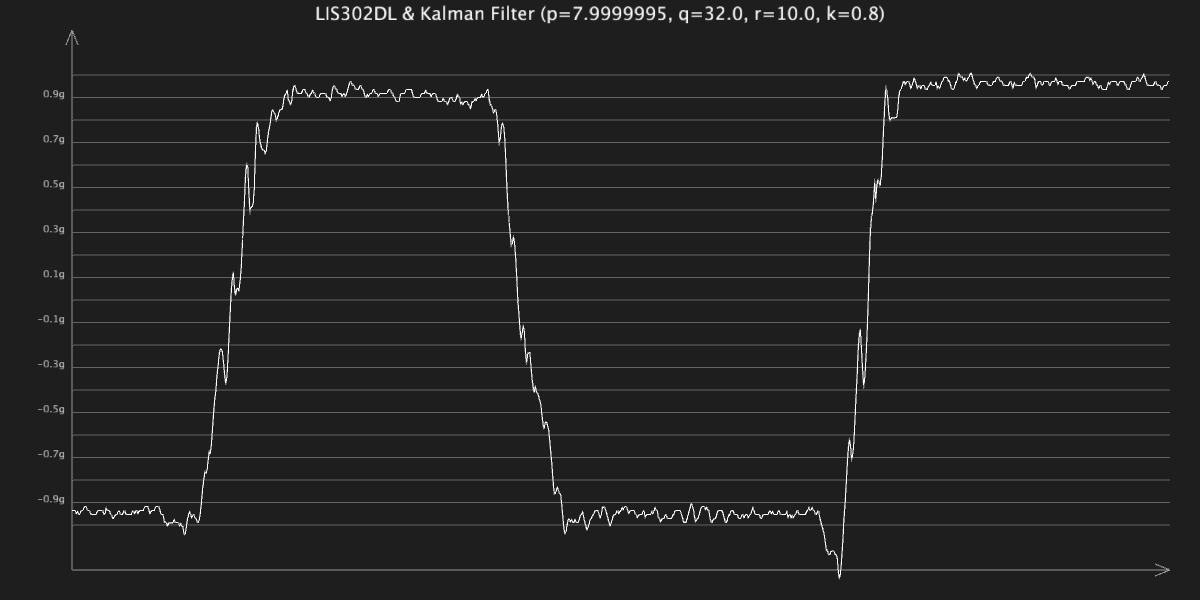 LIS302DL & Kalman Filter (p=7.9999995, q=32.0, r=10.0, k=0.8)
0.9g
0.7g
0.5g
0.3g
0.1g
-0.1g
-0.3g
-0.5g
-0.7g
-0.9g